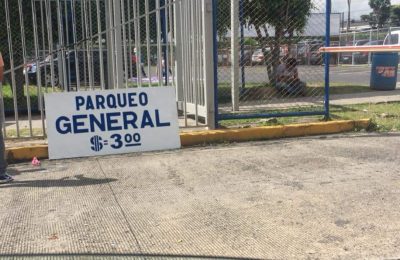 PARQUEO
GENERAL
$= 3.00